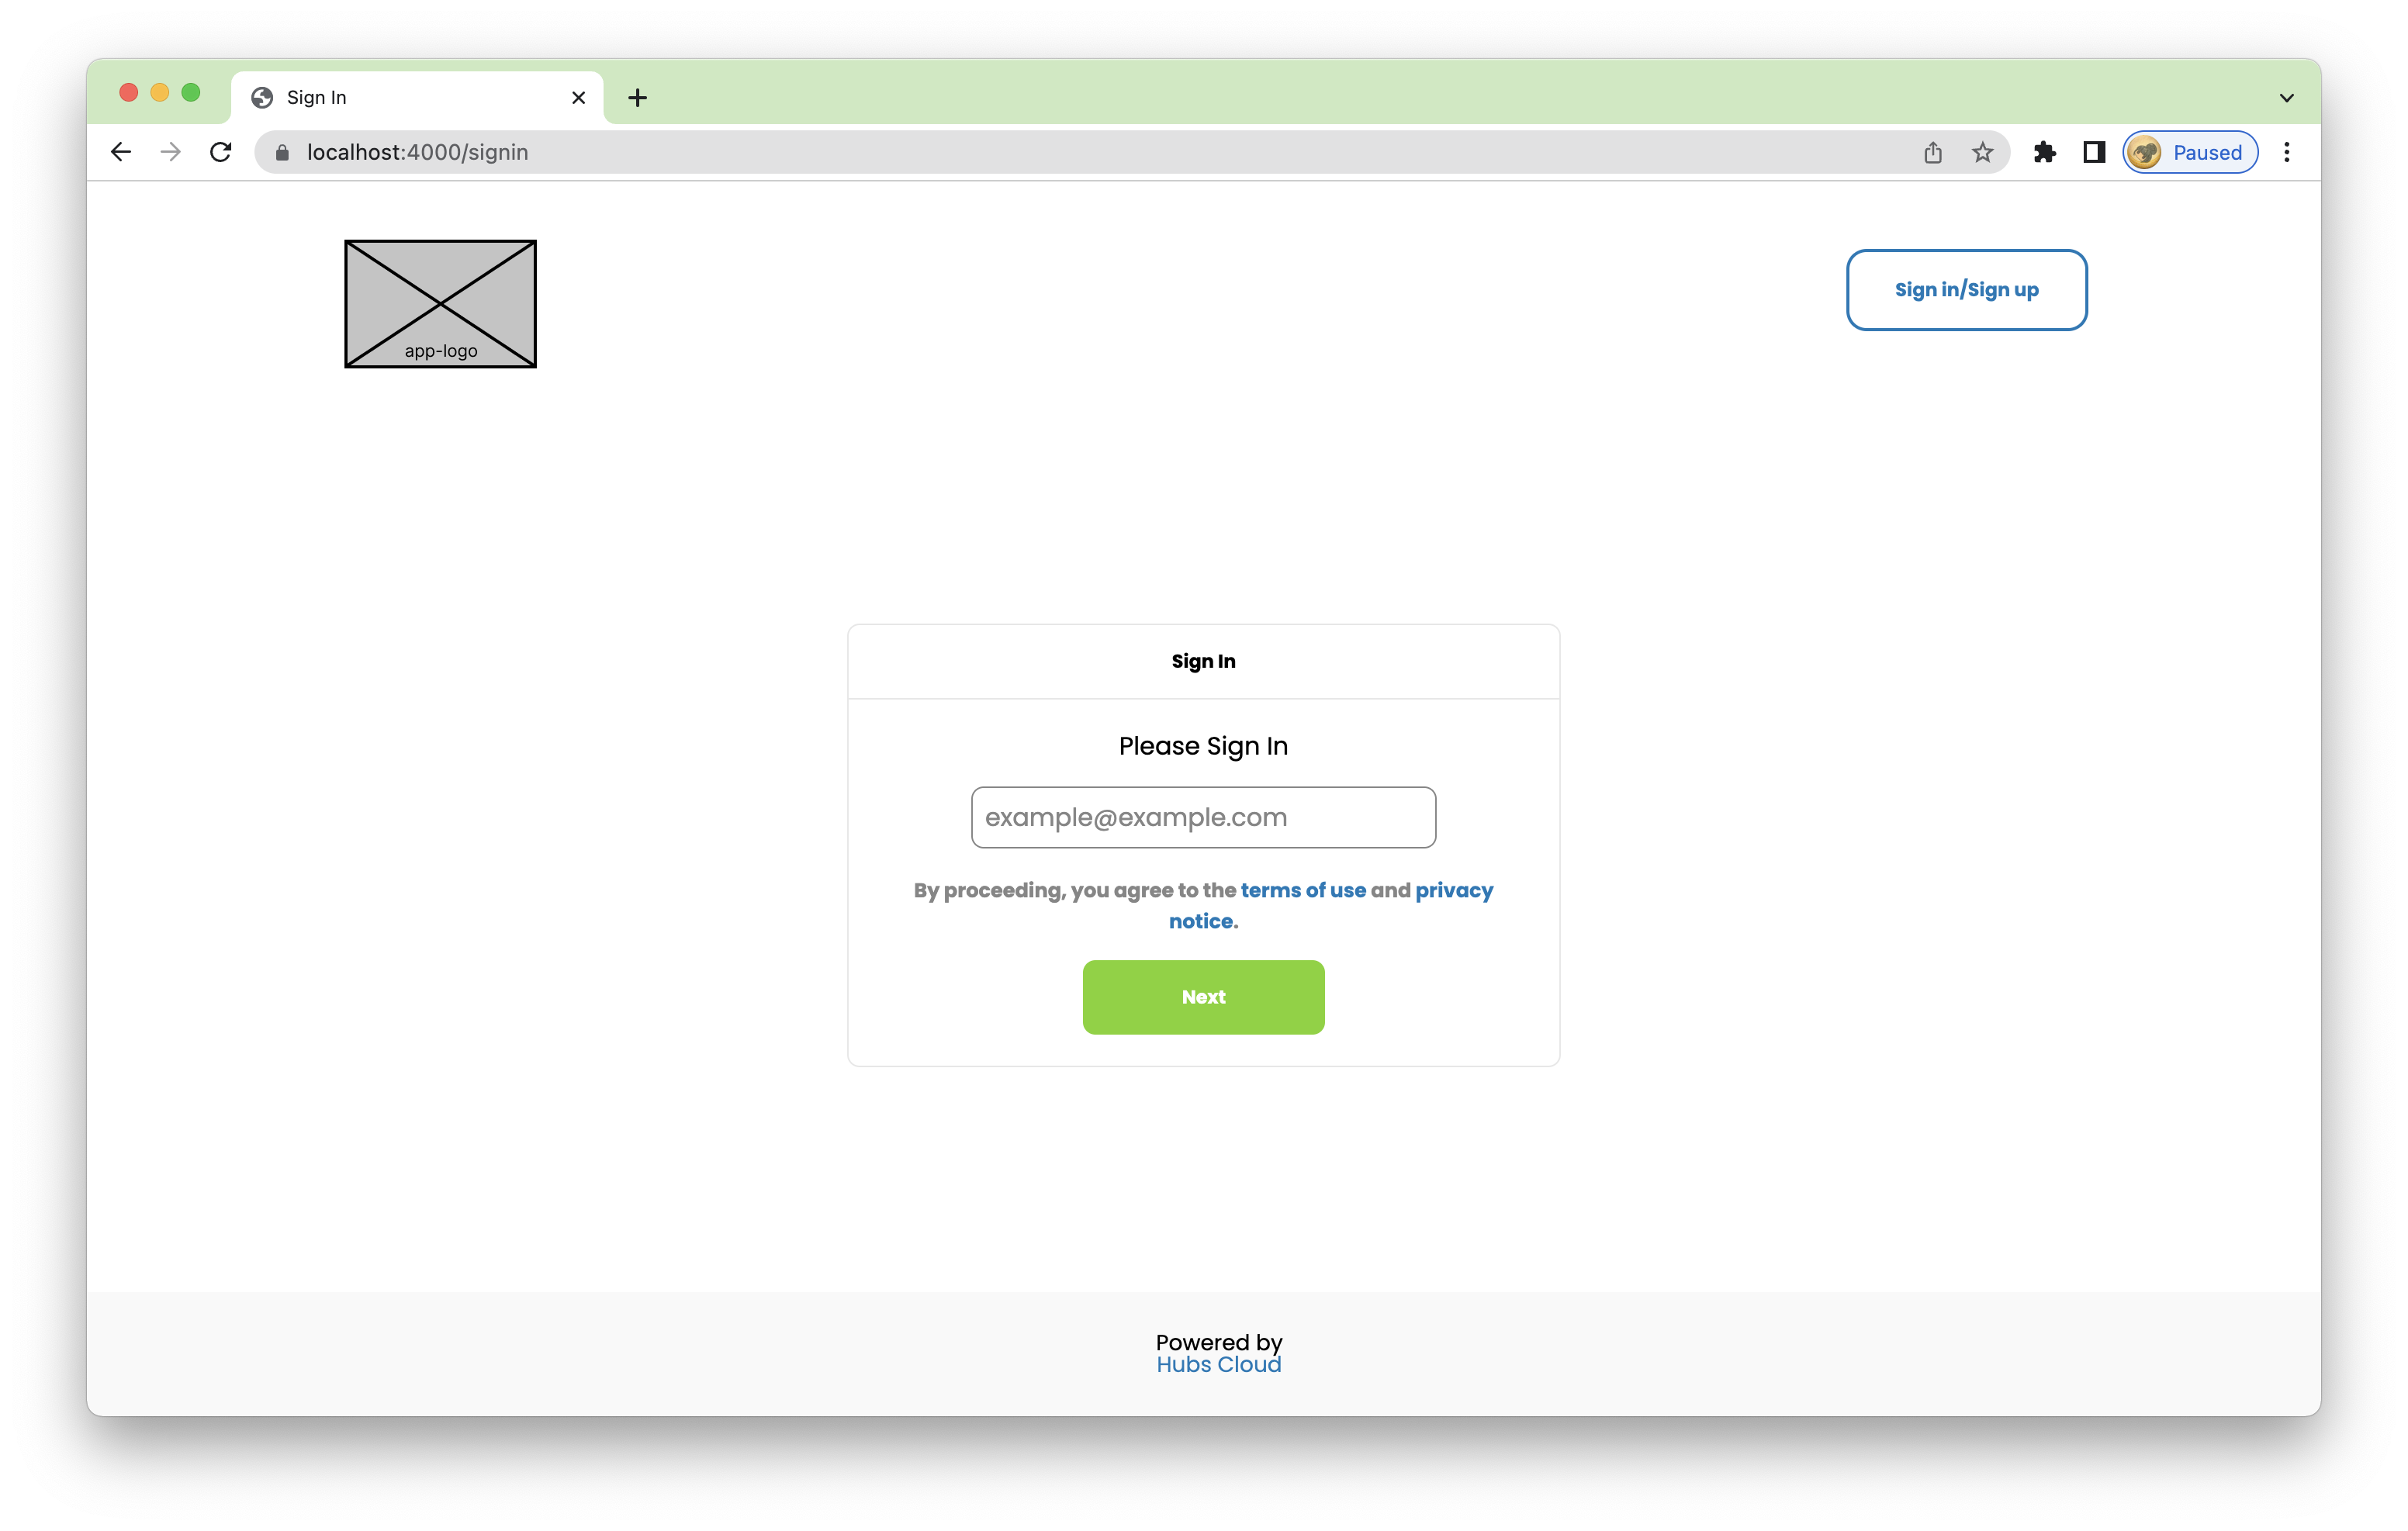 Sign In
localhost:4000/signin
Paused
app-logo
Sign in/Sign up
Sign In
Please Sign In
example@example.com
By proceeding, you agree to the terms of use and privacy
notice.
Next
Powered by
Hubs Cloud